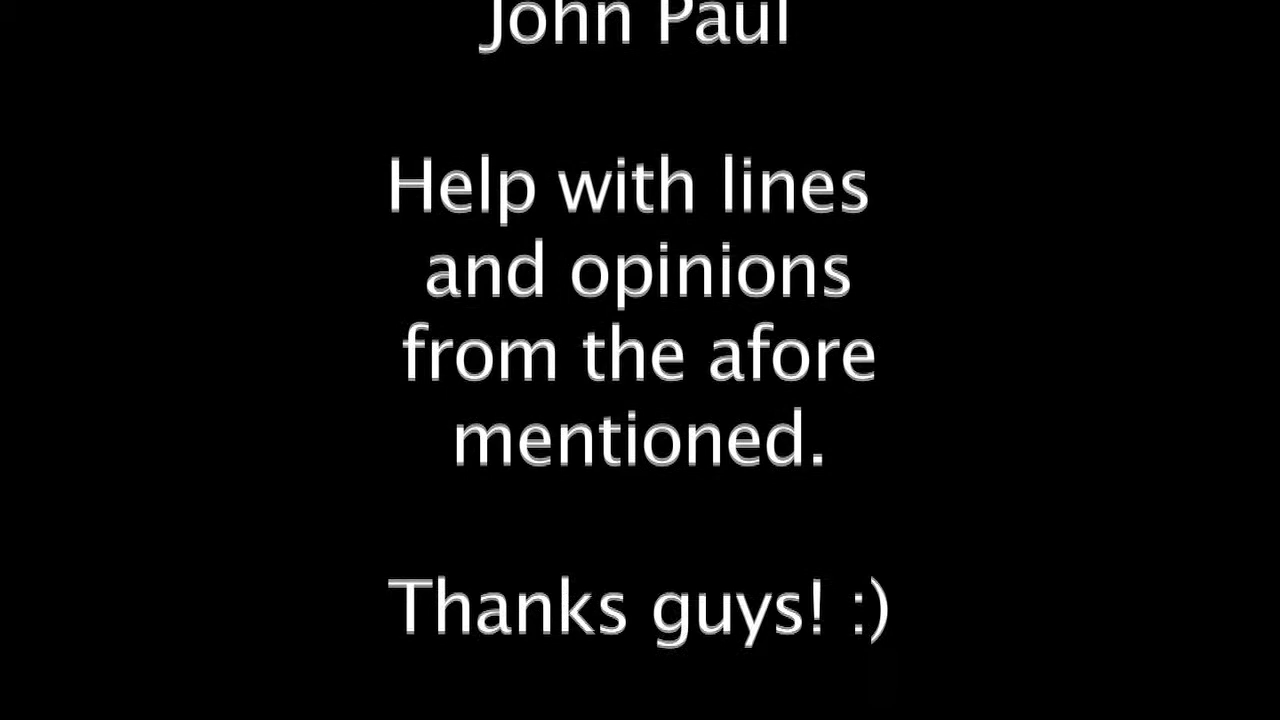 John Paul
Help with lines
and opinions
from the afore
mentioned.
Thanks guys! :)